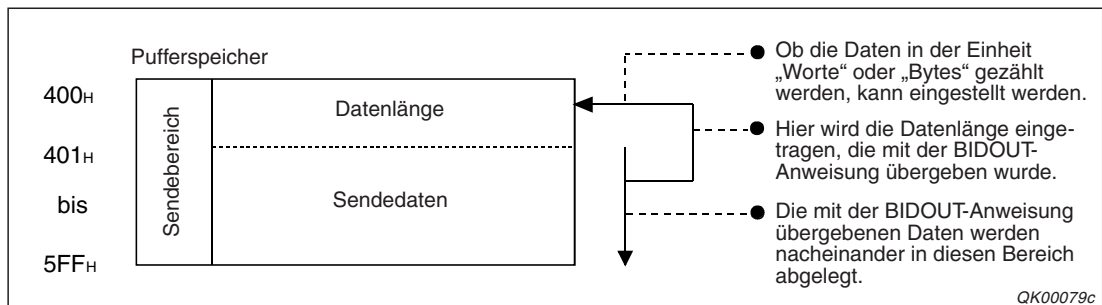 Pufferspeicher
400H
401H
bis
5FFH
Sendebereich
Datenlänge
Sendedaten
● Ob die Daten in der Einheit
„Worte“ oder „Bytes“ gezählt
werden, kann eingestellt werden.
● Hier wird die Datenlänge einge-
tragen, die mit der BIDOUT-
Anweisung übergeben wurde.
● Die mit der BIDOUT-Anweisung
übergebenen Daten werden
nacheinander in diesen Bereich
abgelegt.
QK00079c